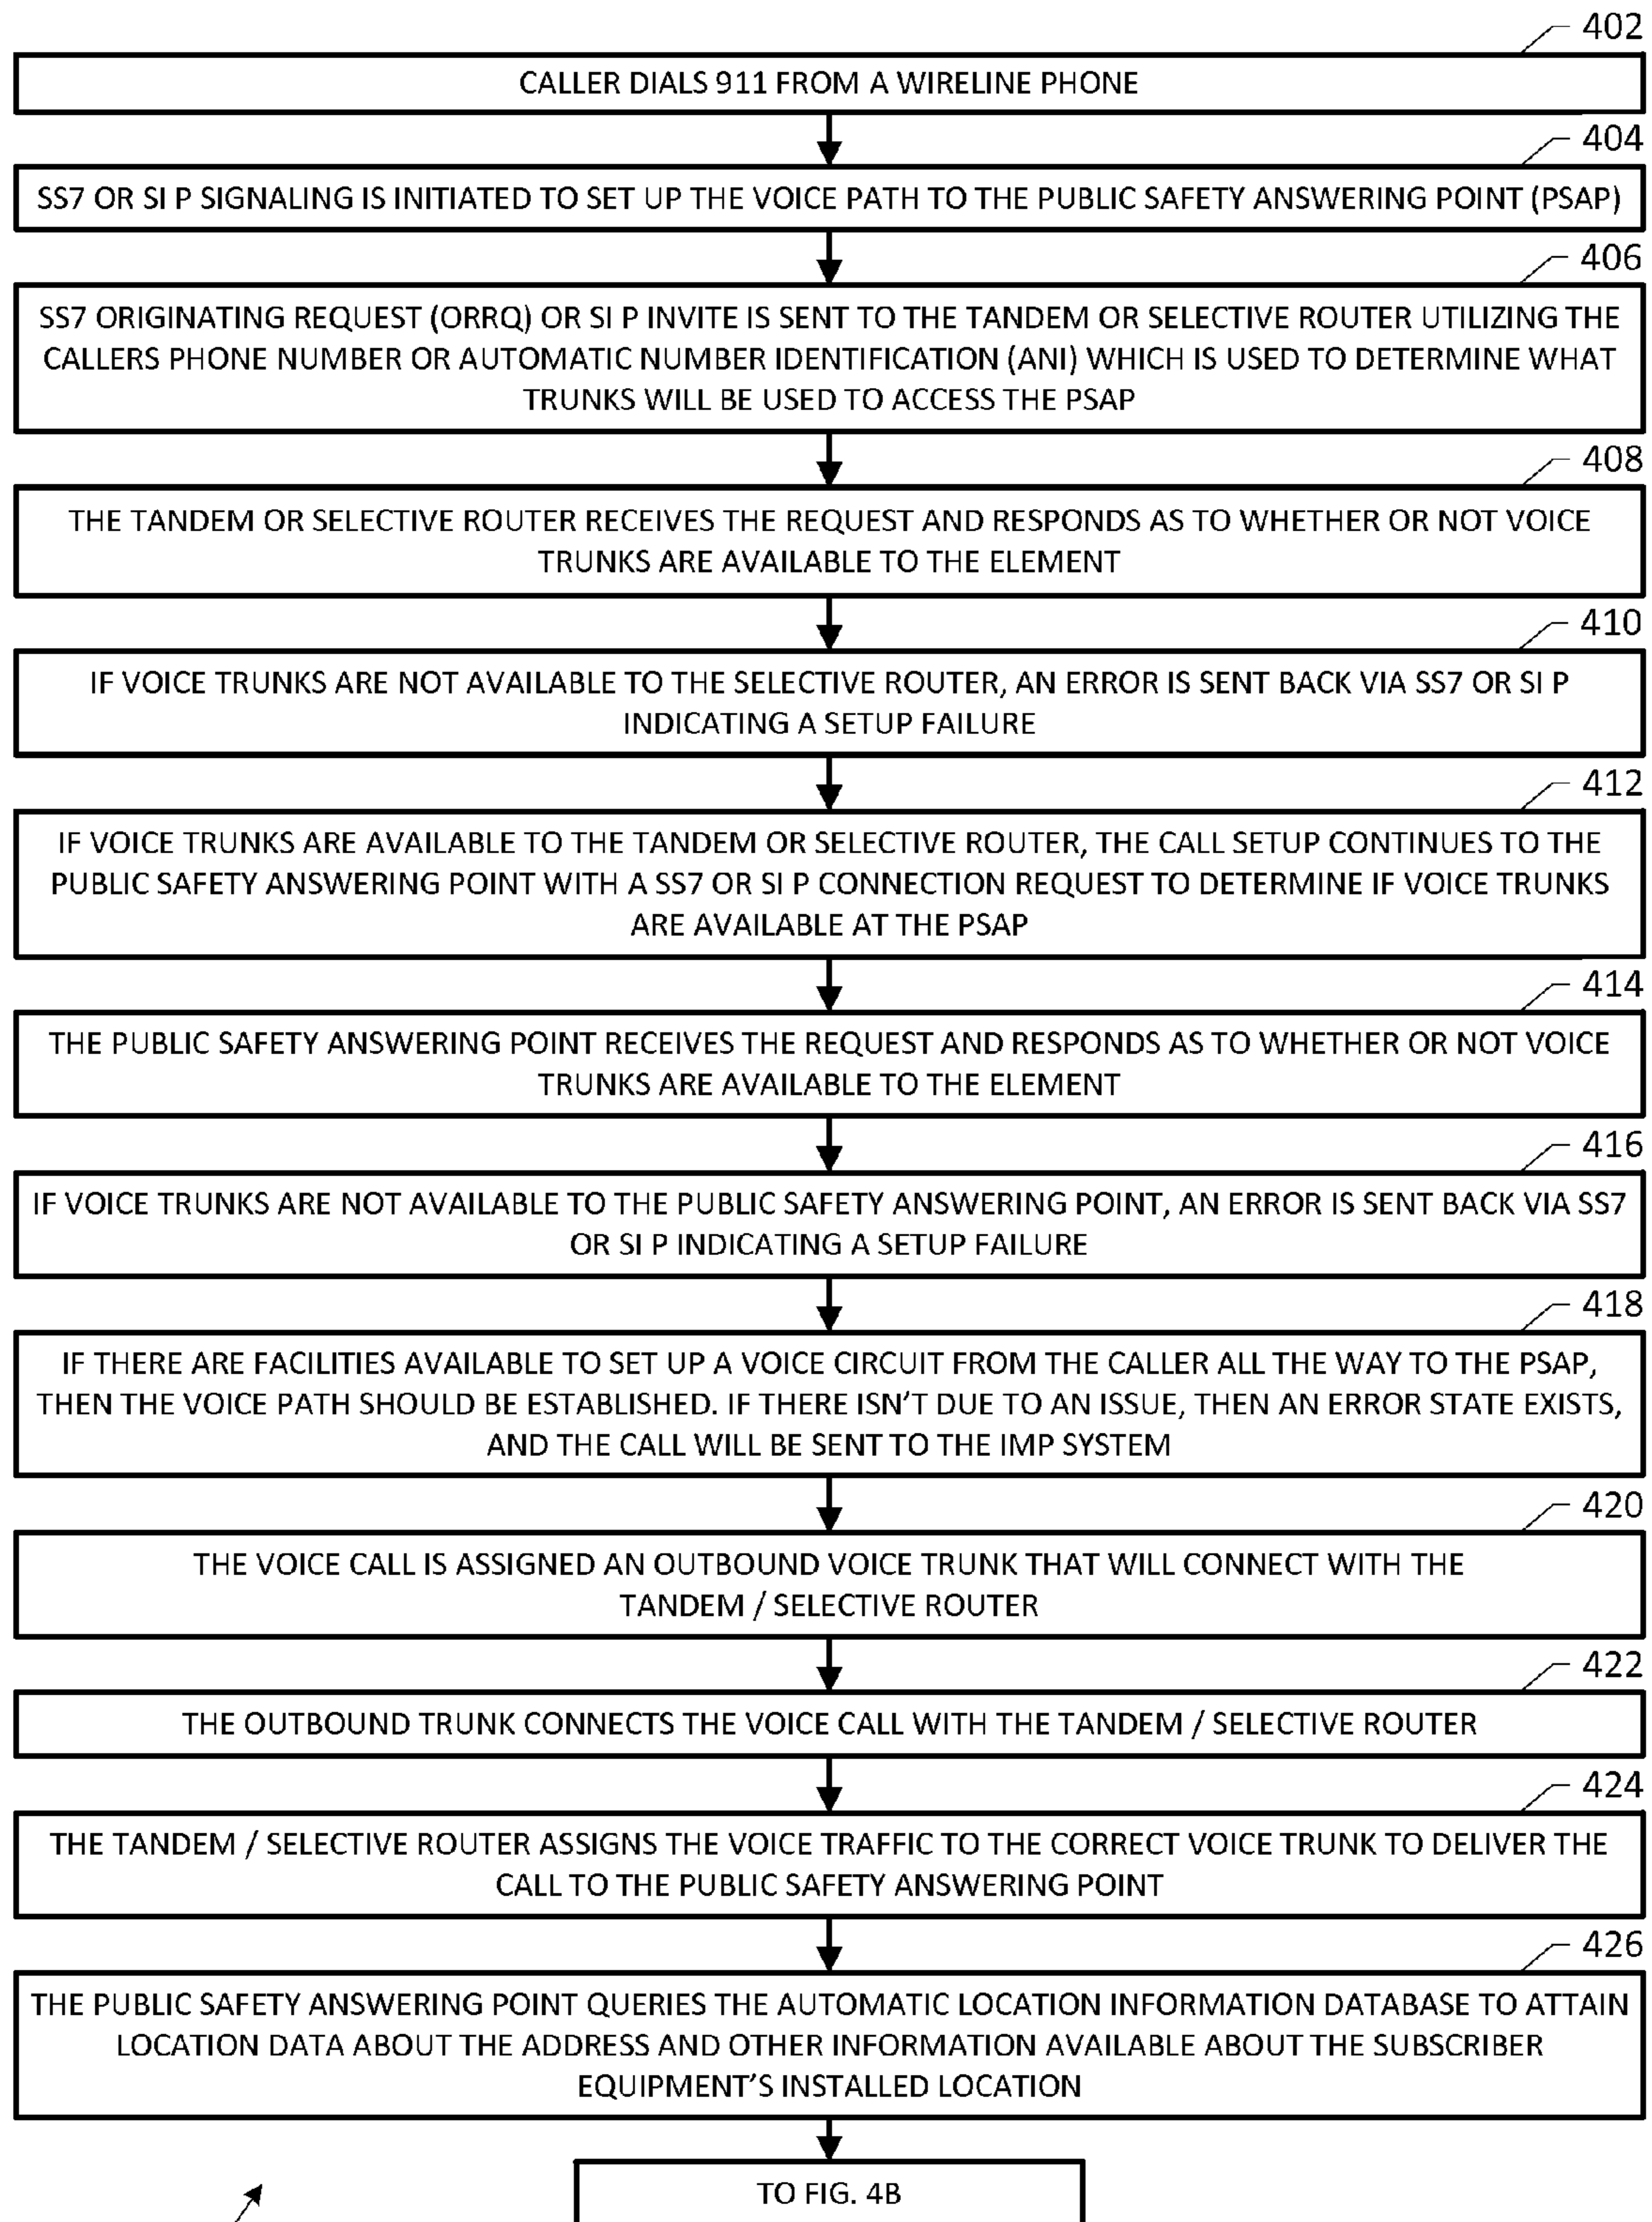 402
CALLER DIALS 911 FROM A WIRELINE PHONE
404
SS7 OR SI P SIGNALING IS INITIATED TO SET UP THE VOICE PATH TO THE PUBLIC SAFETY ANSWERING POINT (PSAP)
406
SS7 ORIGINATING REQUEST (ORRQ) OR SI P INVITE IS SENT TO THE TANDEM OR SELECTIVE ROUTER UTILIZING THE
CALLERS PHONE NUMBER OR AUTOMATIC NUMBER IDENTIFICATION (ANI) WHICH IS USED TO DETERMINE WHAT
TRUNKS WILL BE USED TO ACCESS THE PSAP
408
THE TANDEM OR SELECTIVE ROUTER RECEIVES THE REQUEST AND RESPONDS AS TO WHETHER OR NOT VOICE
TRUNKS ARE AVAILABLE TO THE ELEMENT
410
IF VOICE TRUNKS ARE NOT AVAILABLE TO THE SELECTIVE ROUTER, AN ERROR IS SENT BACK VIA SS7 OR SI P
INDICATING A SETUP FAILURE
412
IF VOICE TRUNKS ARE AVAILABLE TO THE TANDEM OR SELECTIVE ROUTER, THE CALL SETUP CONTINUES TO THE
PUBLIC SAFETY ANSWERING POINT WITH A SS7 OR SI P CONNECTION REQUEST TO DETERMINE IF VOICE TRUNKS
ARE AVAILABLE AT THE PSAP
414
THE PUBLIC SAFETY ANSWERING POINT RECEIVES THE REQUEST AND RESPONDS AS TO WHETHER OR NOT VOICE
TRUNKS ARE AVAILABLE TO THE ELEMENT
416
IF VOICE TRUNKS ARE NOT AVAILABLE TO THE PUBLIC SAFETY ANSWERING POINT, AN ERROR IS SENT BACK VIA SS7
OR SI P INDICATING A SETUP FAILURE
418
IF THERE ARE FACILITIES AVAILABLE TO SET UP A VOICE CIRCUIT FROM THE CALLER ALL THE WAY TO THE PSAP,
THEN THE VOICE PATH SHOULD BE ESTABLISHED. IF THERE ISN'T DUE TO AN ISSUE, THEN AN ERROR STATE EXISTS,
AND THE CALL WILL BE SENT TO THE IMP SYSTEM
420
THE VOICE CALL IS ASSIGNED AN OUTBOUND VOICE TRUNK THAT WILL CONNECT WITH THE
TANDEM / SELECTIVE ROUTER
422
THE OUTBOUND TRUNK CONNECTS THE VOICE CALL WITH THE TANDEM / SELECTIVE ROUTER
424
THE TANDEM / SELECTIVE ROUTER ASSIGNS THE VOICE TRAFFIC TO THE CORRECT VOICE TRUNK TO DELIVER THE
CALL TO THE PUBLIC SAFETY ANSWERING POINT
426
THE PUBLIC SAFETY ANSWERING POINT QUERIES THE AUTOMATIC LOCATION INFORMATION DATABASE TO ATTAIN
LOCATION DATA ABOUT THE ADDRESS AND OTHER INFORMATION AVAILABLE ABOUT THE SUBSCRIBER
EQUIPMENT'S INSTALLED LOCATION
TO FIG. 4B